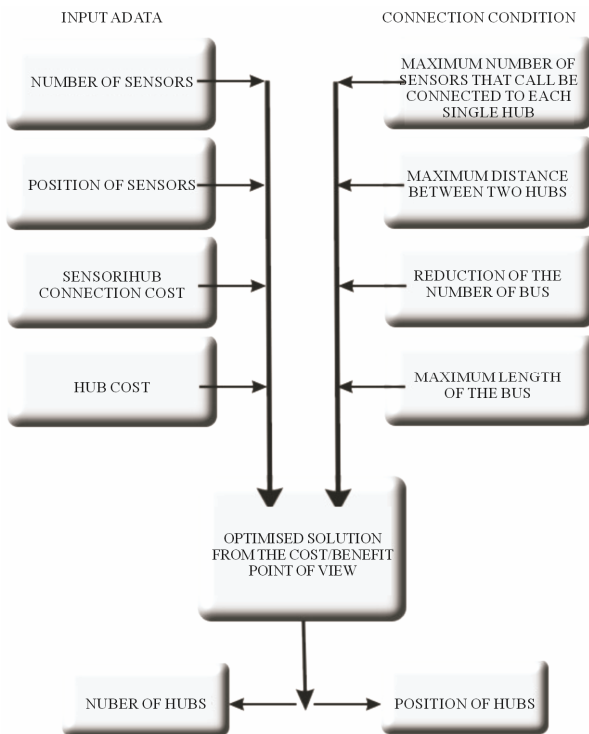 INPUT ADATA
CONNECTION CONDITION
NUMBER OF SENSORS
MAXIMUM NUMBER OF
SENSORS THAT CALL BE
CONNECTED TO EACH
SINGLE HUB
POSITION OF SENSORS
MAXIMUM DISTANCE
BETWEEN TWO HUBS
SENSORIHUB
CONNECTION COST
REDUCTION OF THE
NUMBER OF BUS
HUB COST
MAXIMUM LENGTH
OF THE BUS
OPTIMISED SOLUTION
FROM THE COST/BENEFIT
POINT OF VIEW
NUBER OF HUBS
POSITION OF HUBS